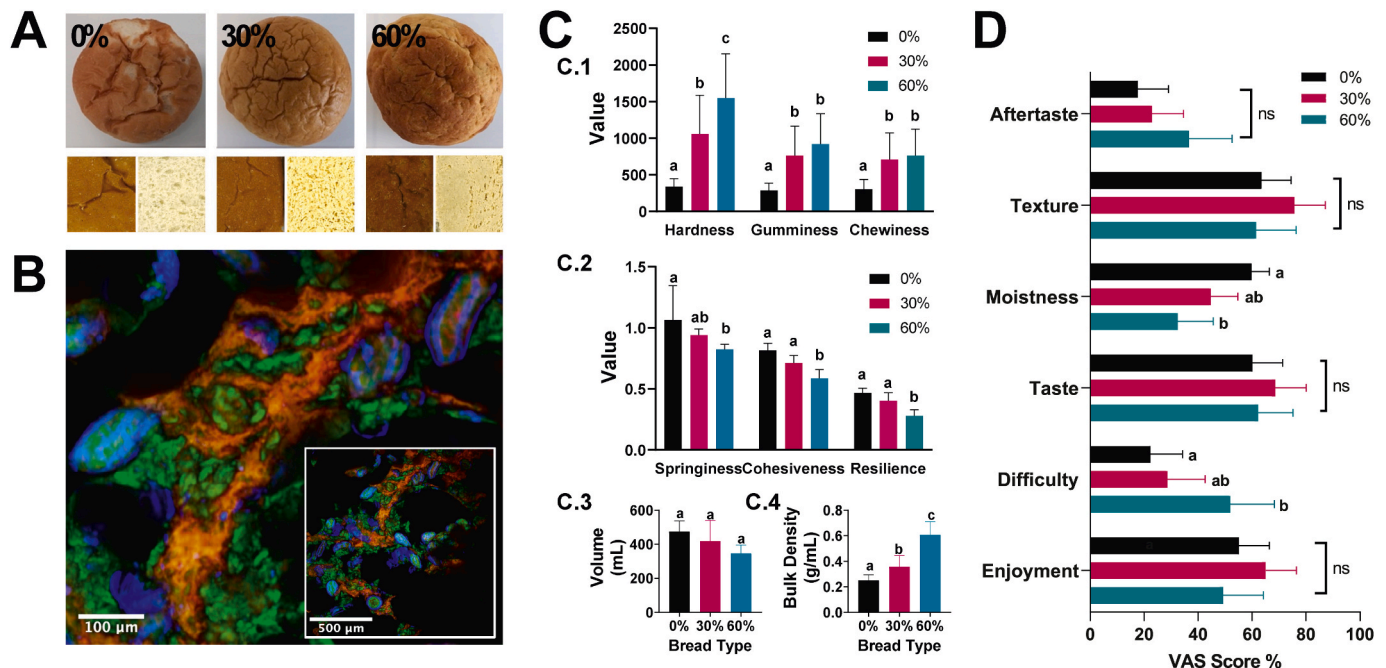 A
0%
30%
60%
B
100 µm
500 µm
C
C.1
0%
30%
60%
2500
2000
1500
1000
500
0
Value
a
b
c
a
b
b
a
b
b
Hardness Gumminess Chewiness
C.2
0%
30%
60%
1.5
1.0
0.5
0.0
Value
a
ab
b
a
a
b
a
a
b
Springiness Cohesiveness Resilience
C.3
600
400
200
0
Volume
(mL)
a
a
a
0% 30% 60%
Bread Type
C.4
0.8
0.6
0.4
0.2
0.0
Bulk Density
(g/mL)
a
b
c
0% 30% 60%
Bread Type
D
0%
30%
60%
Aftertaste
ns
Texture
ns
Moistness
a
ab
b
Taste
ns
Difficulty
a
ab
b
Enjoyment
ns
0 20 40 60 80 100
VAS Score %